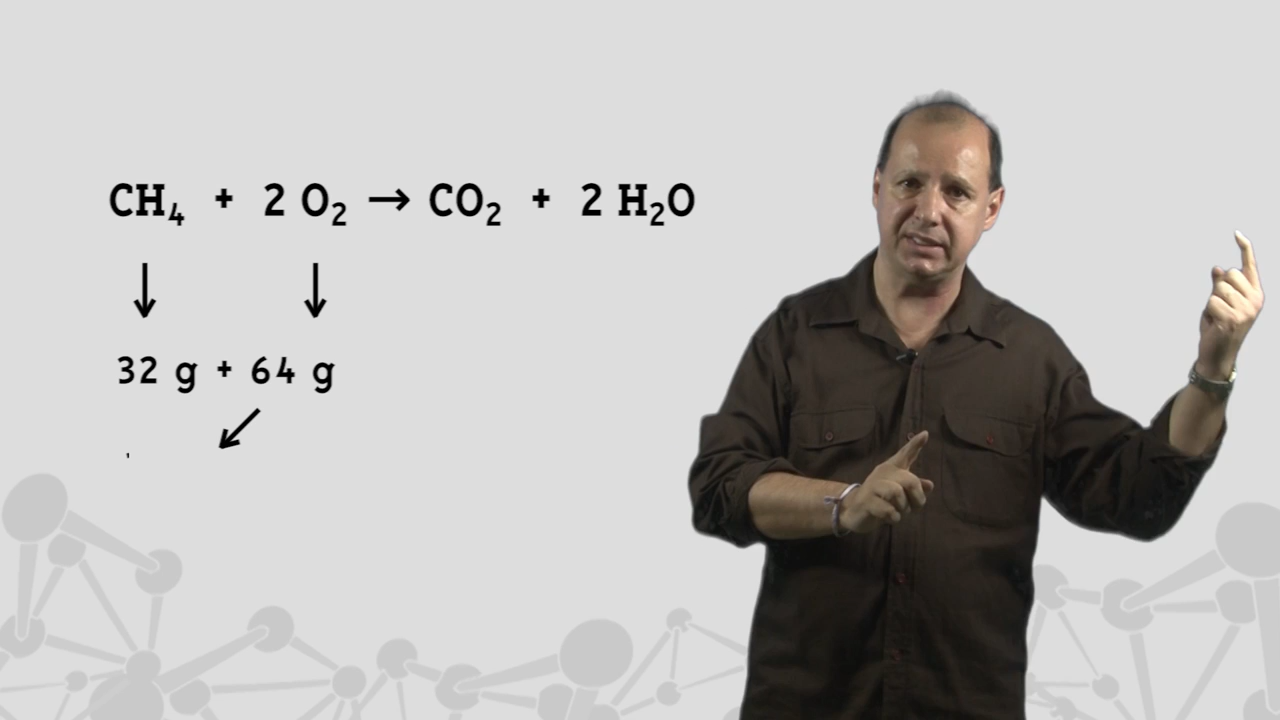 CH₄ + 2 O₂ → CO₂ + 2 H₂O
32 g + 64 g